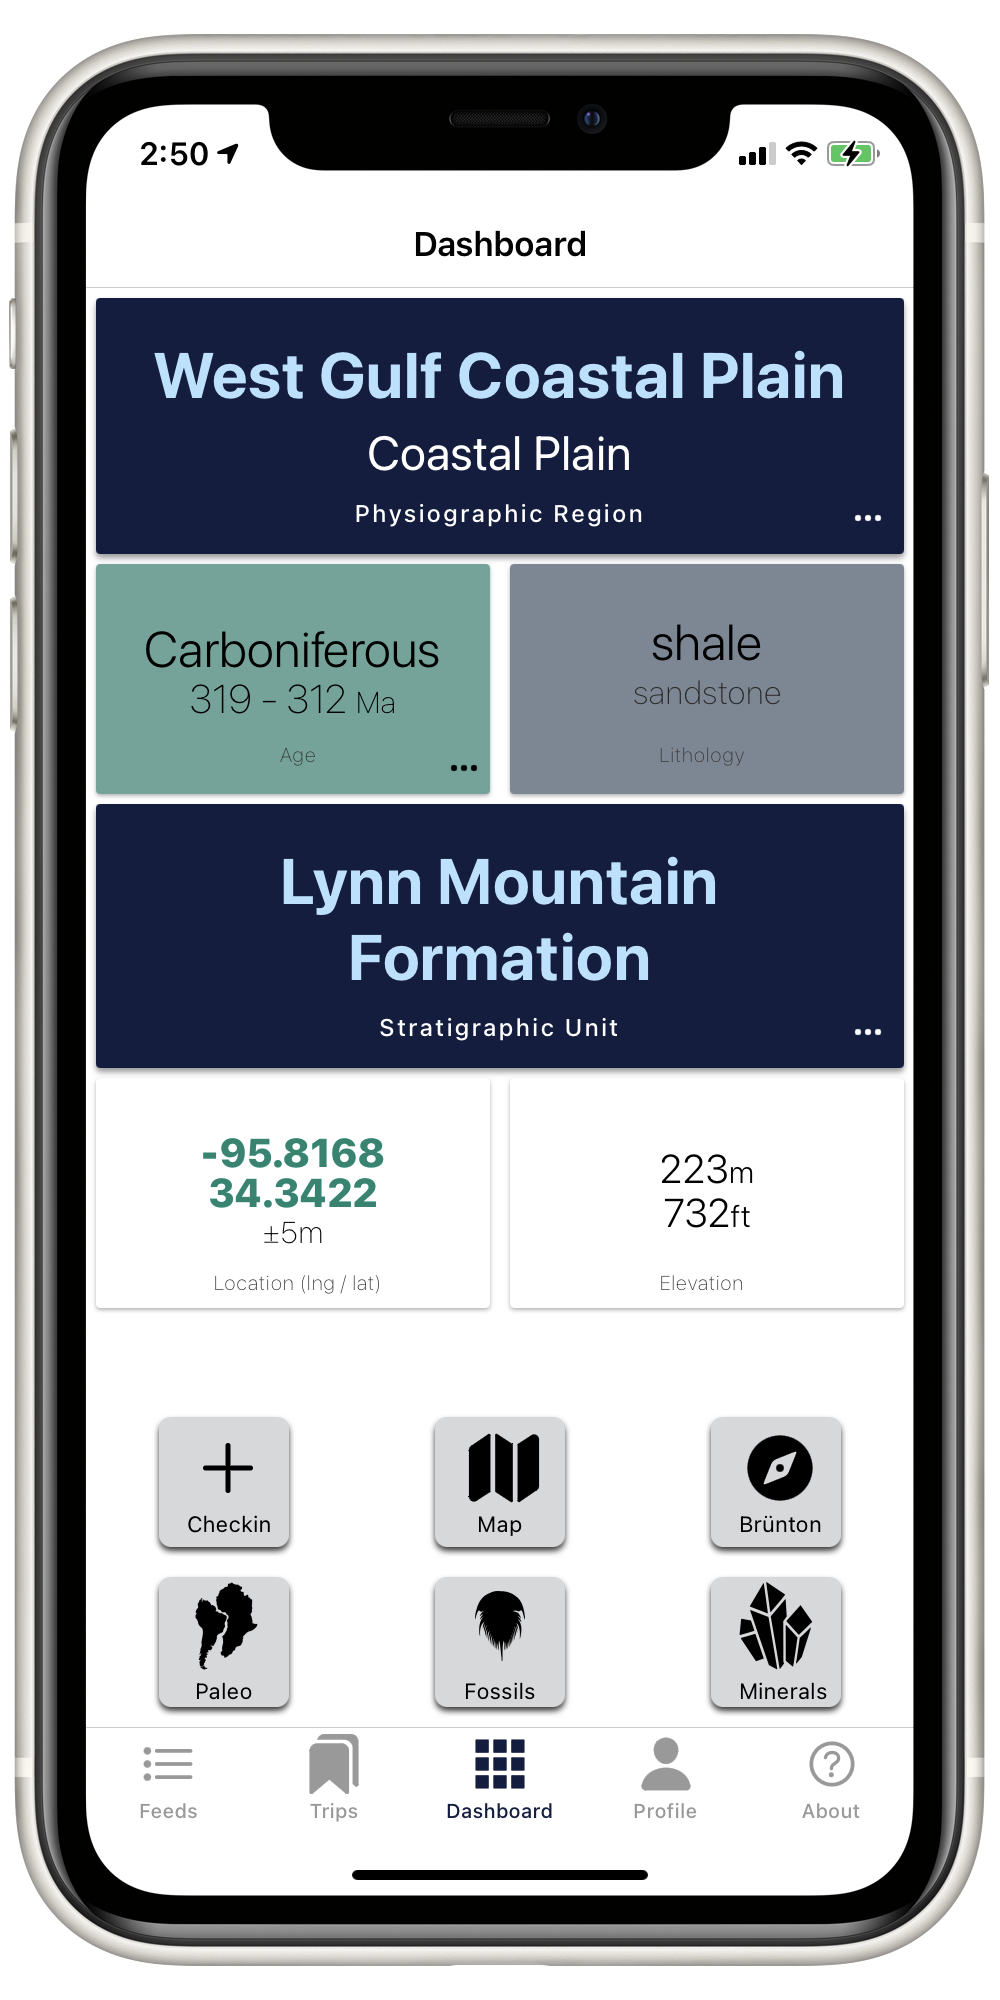 2:50
Dashboard
West Gulf Coastal Plain
Coastal Plain
Physiographic Region
Carboniferous
319 - 312 Ma
Age
shale
sandstone
Lithology
Lynn Mountain
Formation
Stratigraphic Unit
-95.8168
34.3422
±5m
Location (lng / lat)
223m
732ft
Elevation
Checkin
Map
Brünton
Paleo
Fossils
Minerals
Feeds
Trips
Dashboard
Profile
About